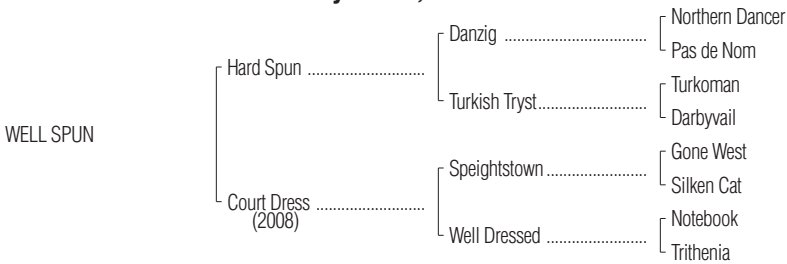 Northern Dancer
Danzig ..................................
Pas de Nom
Hard Spun ...........................
Turkoman
Turkish Tryst.........................
Darbyvail
WELL SPUN
Gone West
Speightstown ........................
Silken Cat
Court Dress .........................
(2008)
Notebook
Well Dressed ........................
Trithenia